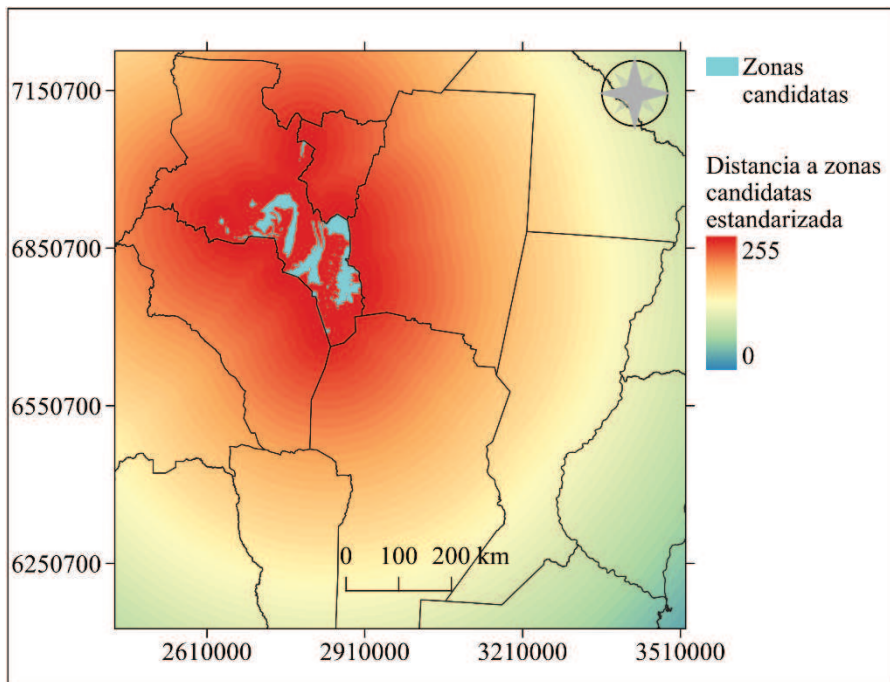 7150700
6850700
6550700
6250700
2610000
2910000
3210000
3510000
0 100 200 km
Zonas
candidatas
Distancia a zonas
candidatas
estandarizada
255
0